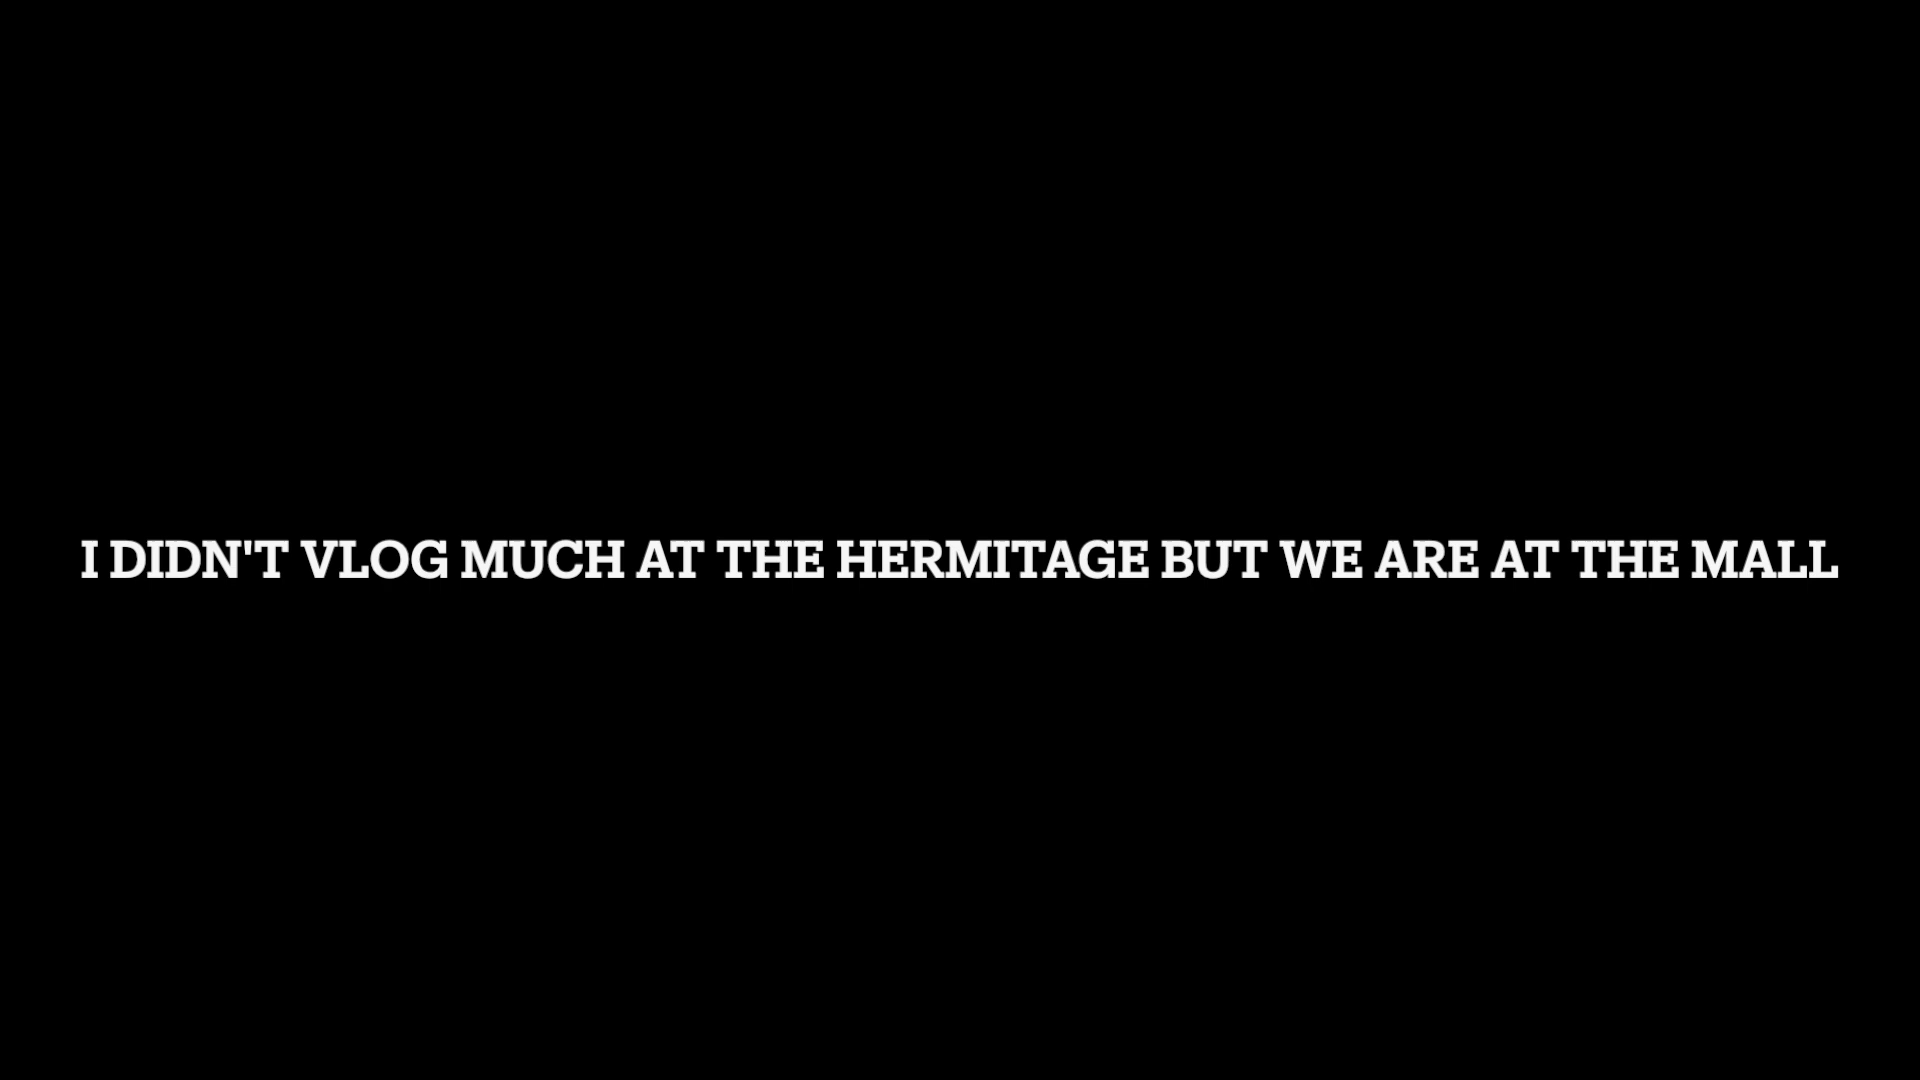 I DIDN'T VLOG MUCH AT THE HERMITAGE BUT WE ARE AT THE MALL